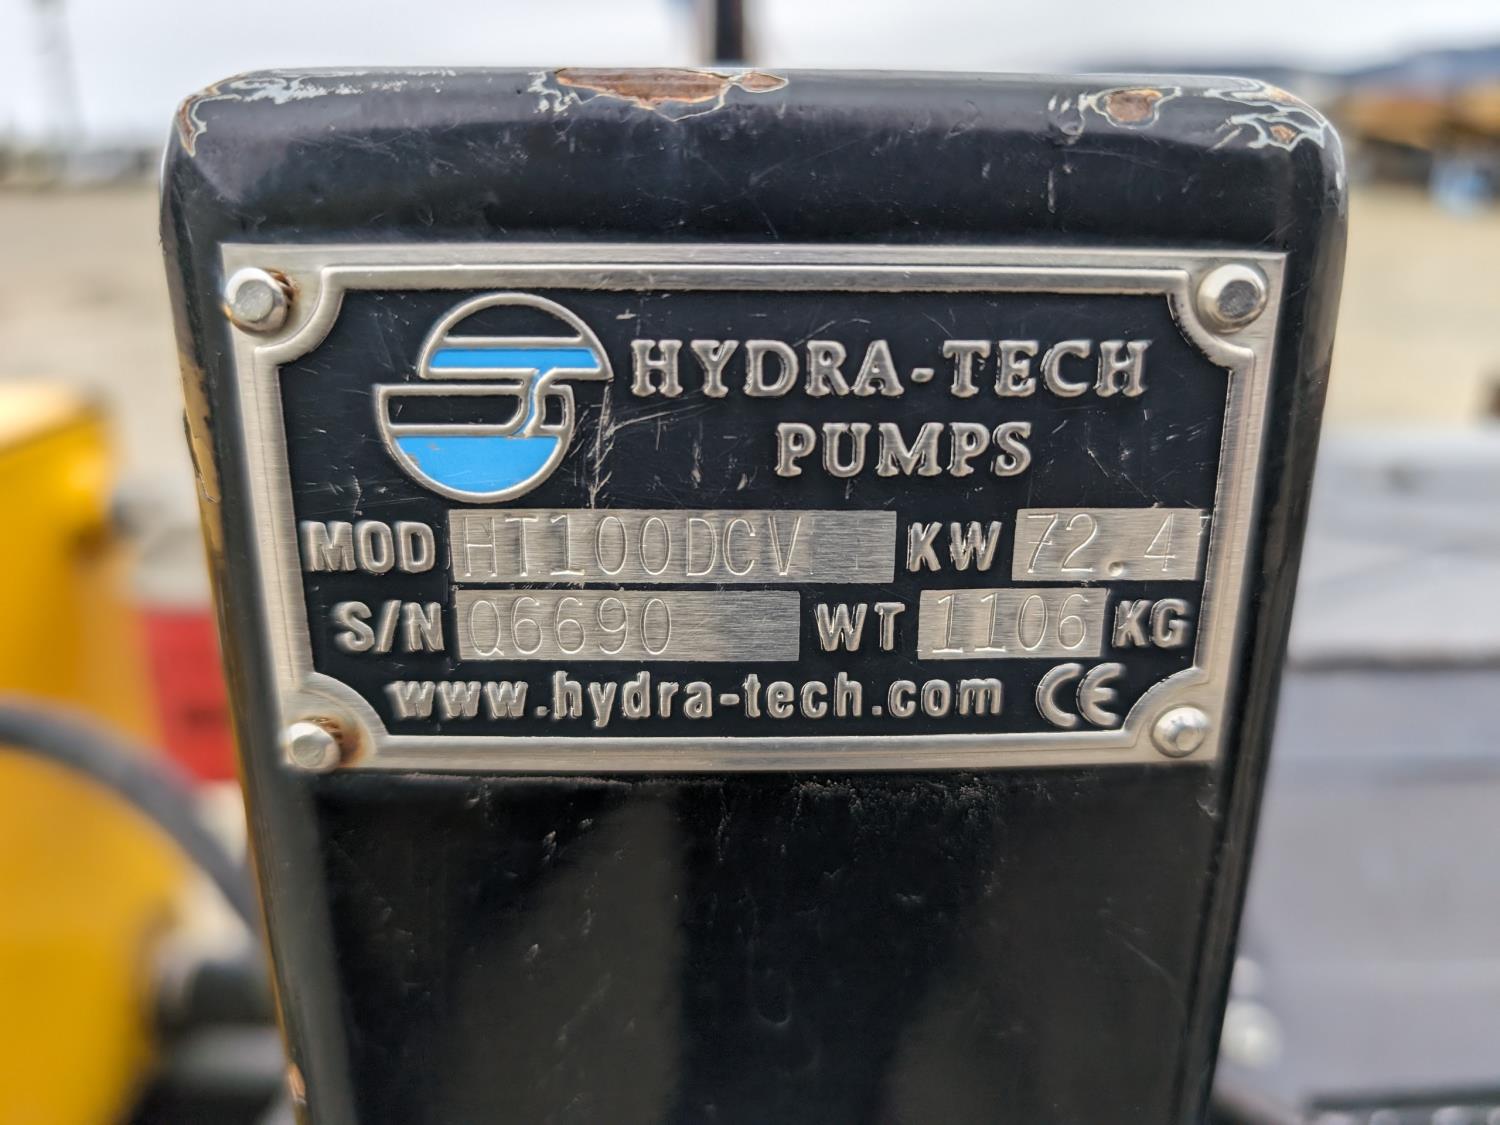 HYDRA-TECH
PUMPS
MOD HT100DCV KW 72.4
S/N Q6690 WT 1106 KG
www.hydra-tech.com CE